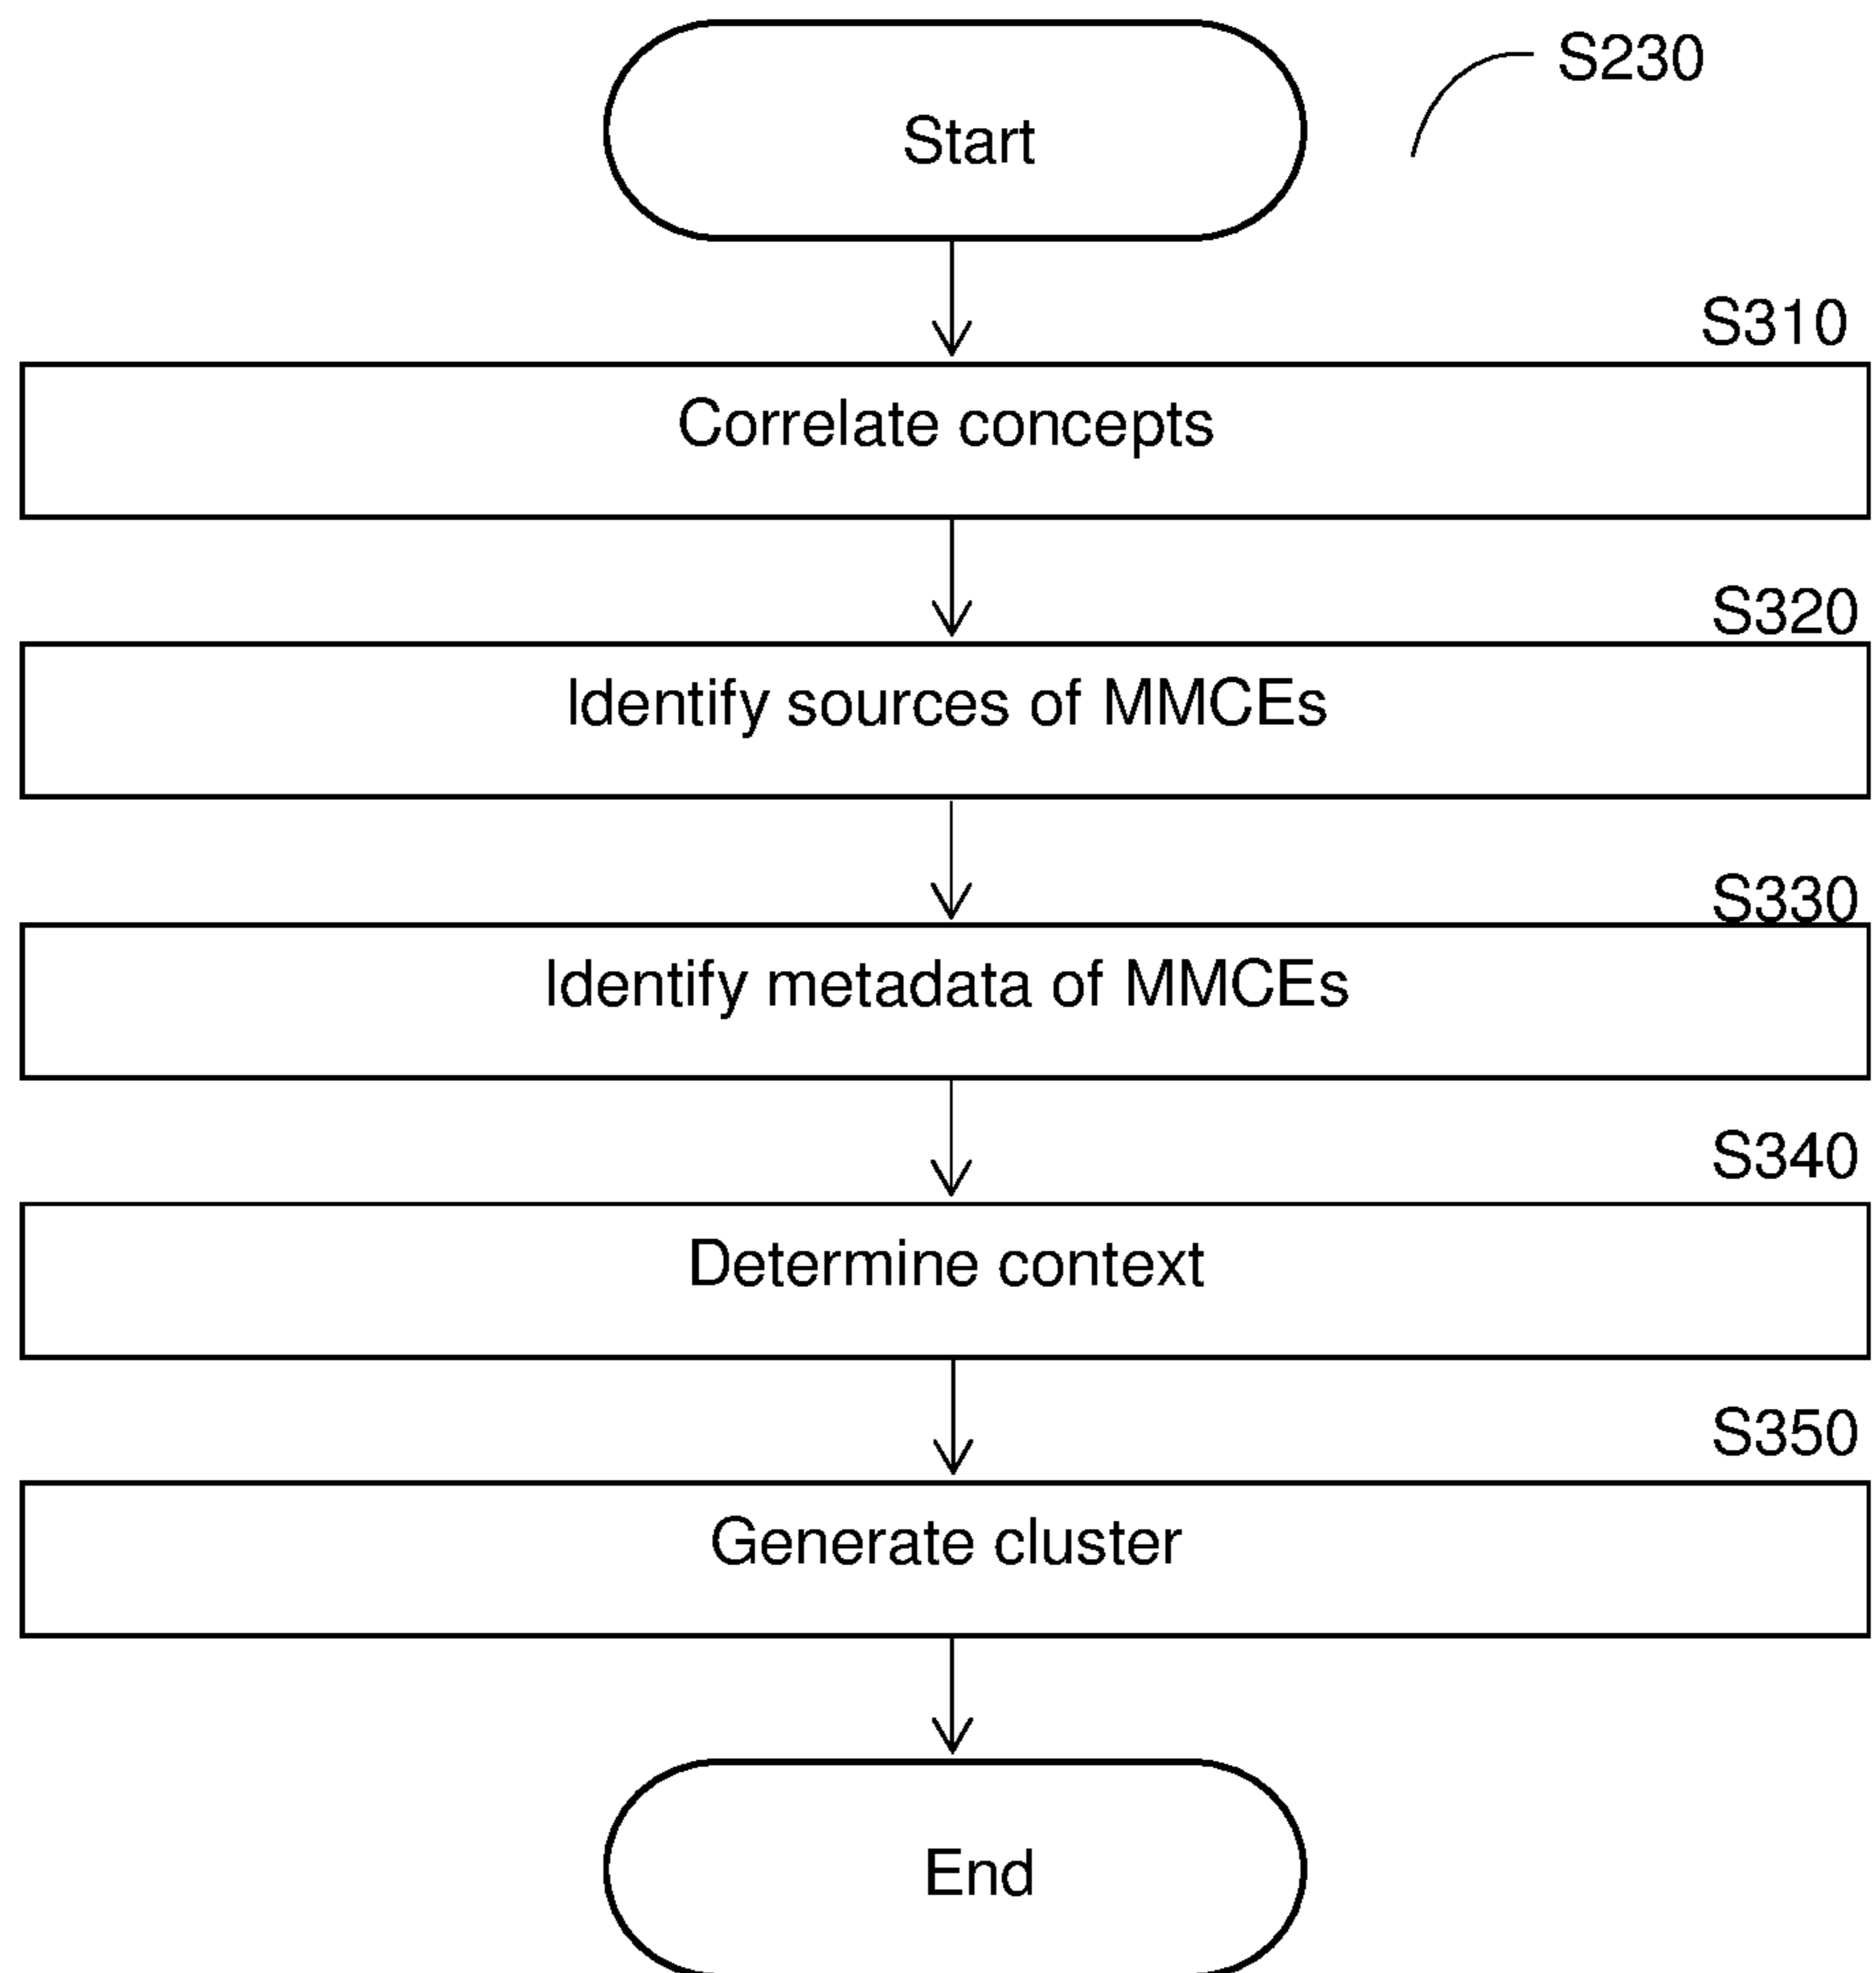 S230
Start
S310
Correlate concepts
S320
Identify sources of MMCEs
S330
Identify metadata of MMCEs
S340
Determine context
S350
Generate cluster
End